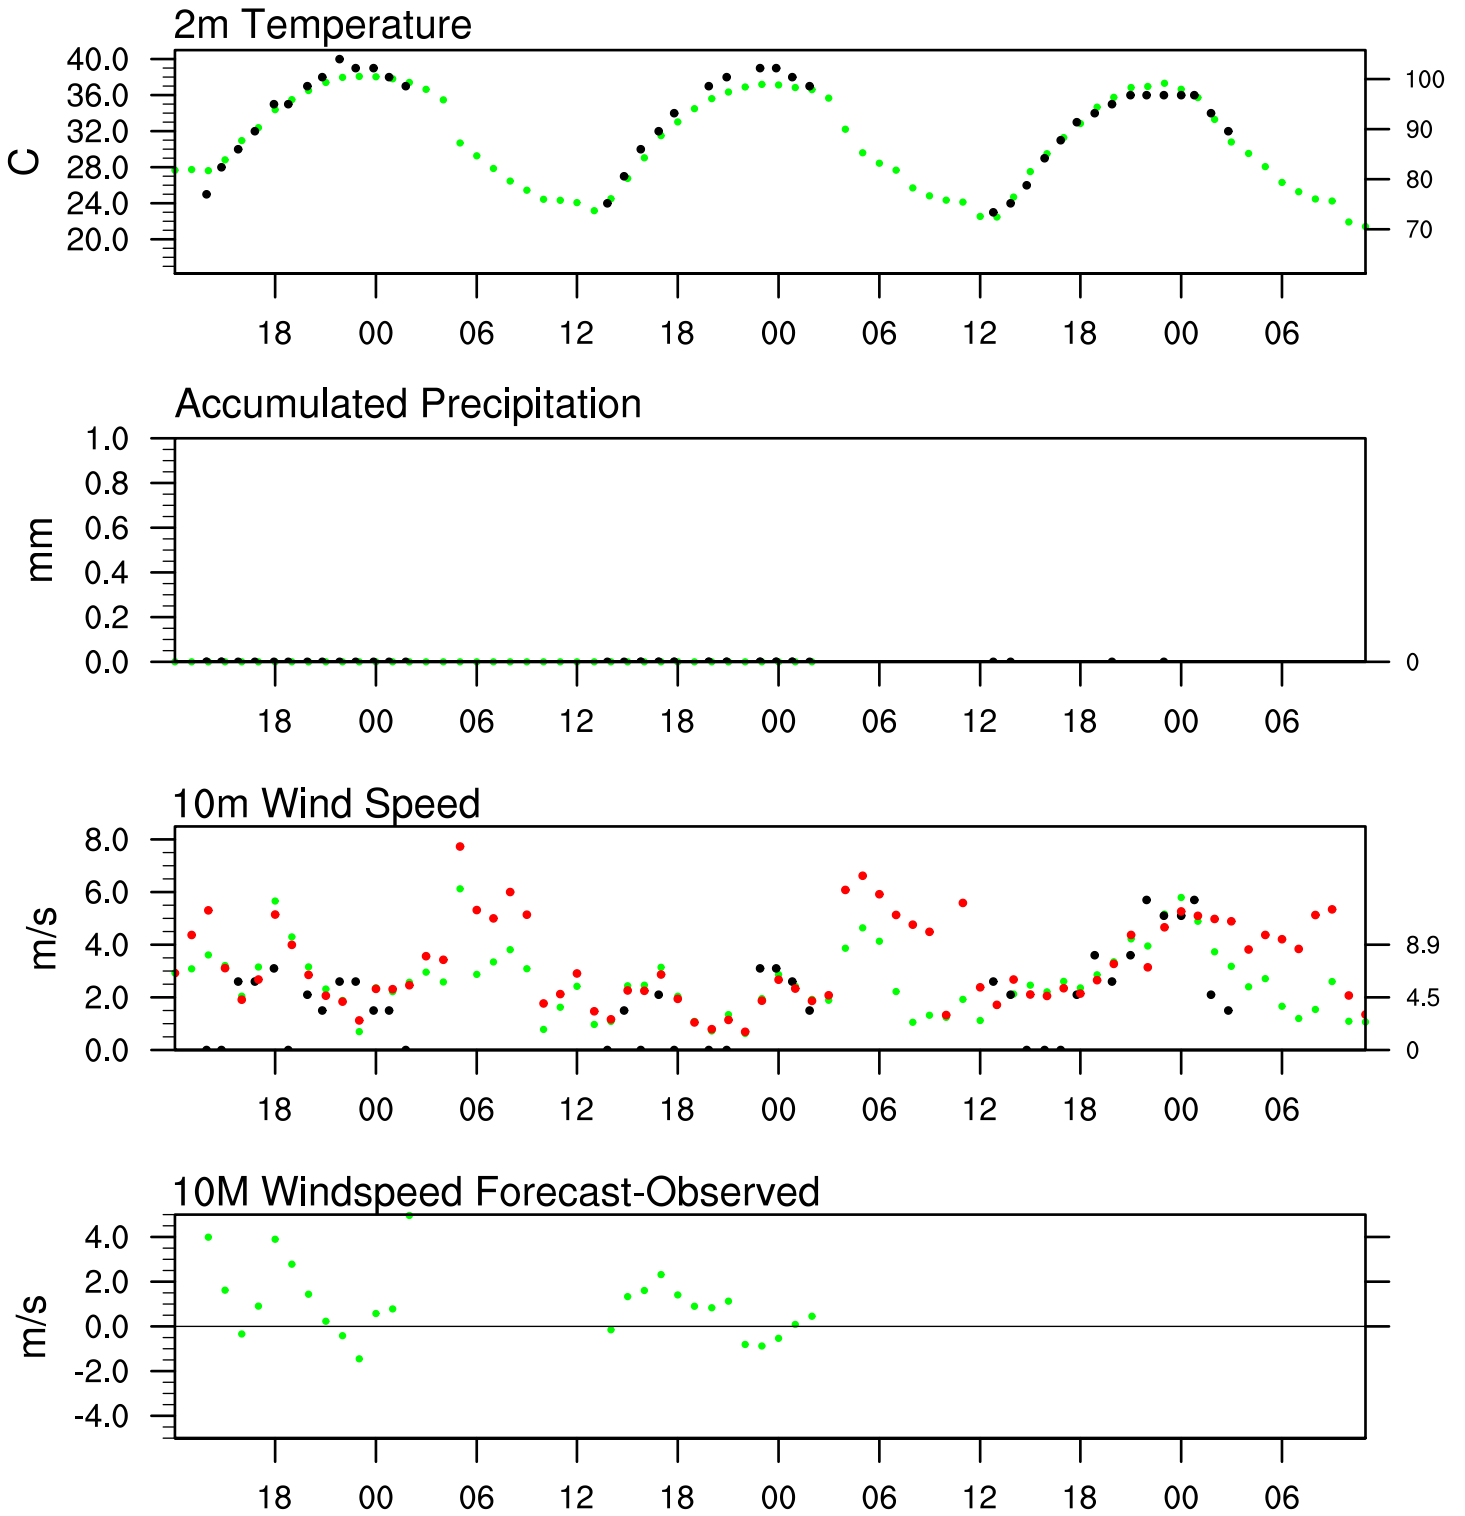 2m Temperature
40.0
36.0
32.0
28.0
24.0
20.0
C
100
90
80
70
18 00 06 12 18 00 06 12 18 00 06
Accumulated Precipitation
1.0
0.8
0.6
0.4
0.2
0.0
mm
0
18 00 06 12 18 00 06 12 18 00 06
10m Wind Speed
8.0
6.0
4.0
2.0
0.0
m/s
8.9
4.5
0
18 00 06 12 18 00 06 12 18 00 06
10M Windspeed Forecast-Observed
4.0
2.0
0.0
-2.0
-4.0
m/s
18 00 06 12 18 00 06 12 18 00 06